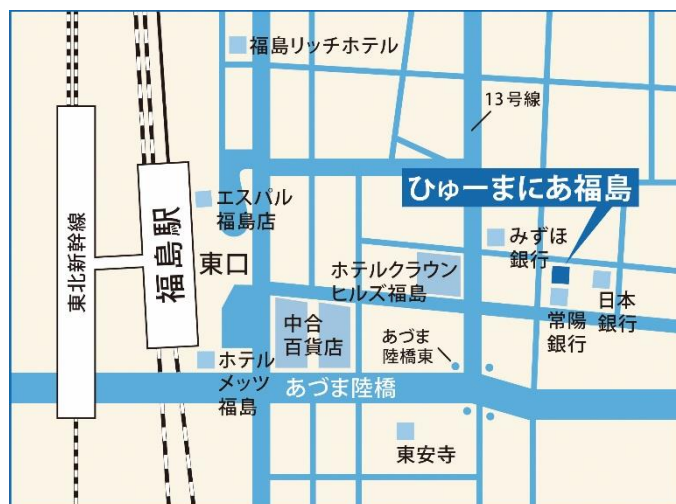 福島リッチホテル
13号線
ひゅーまにあ福島
エスパル
福島店
東北新幹線
福島駅
東口
みずほ
銀行
ホテルクラウン
ヒルズ福島
日本
銀行
常陽
銀行
中合
百貨店
あづま
陸橋東
ホテル
メッツ
福島
あづま陸橋
東安寺